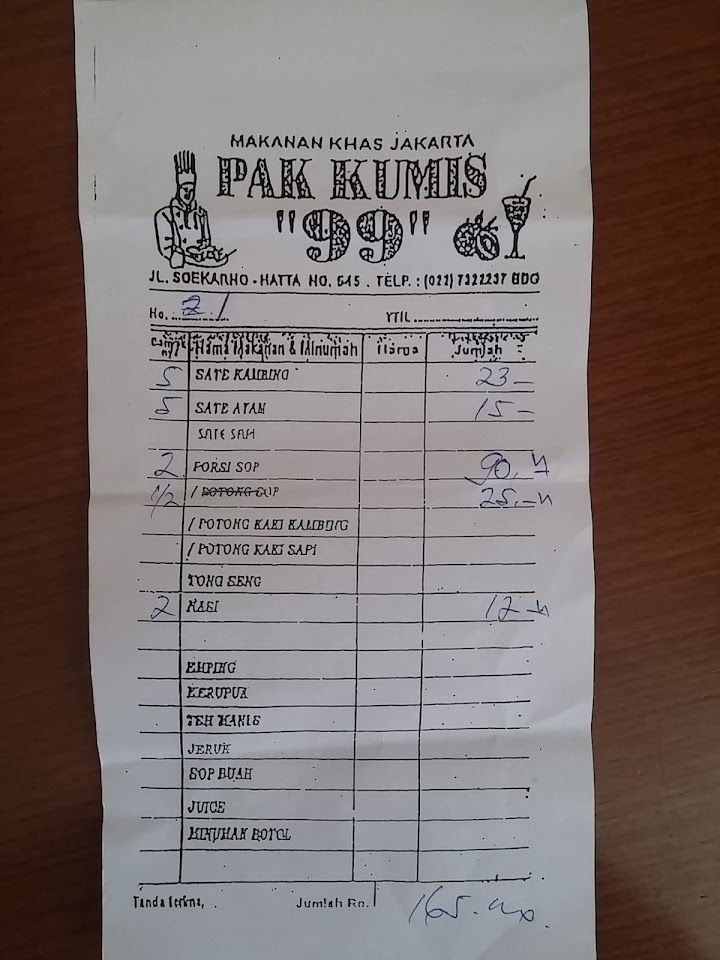 MAKANAN KHAS JAKARTA
PAK KUMIS
"99"
JL. SOEKARNO - HATTA NO. 645 . TELP. : (022) 7322237 BDG
No. 21
Nama Makanan & Minuman Harga Jumlah
5 SATE KAMBING 23 -
5 SATE AYAM 15 -
SATE SAPI
2 PORSI SOP 90.-
1/2 / POTONG SOP 25.-
/ POTONG KAKI KAMBING
/ POTONG KAKI SAPI
TONG SENG
2 NASI 12 -
EMPING
KERUPUK
TEH MANIS
JERUK
SOP BUAH
JUICE
MINUMAN BOTOL
Tanda terima, Jumlah Rp. 165.